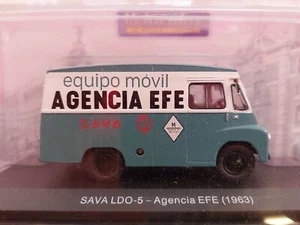 equipo móvil
AGENCIA EFE
SAVA
SAVA LDO-5 – Agencia EFE (1963)